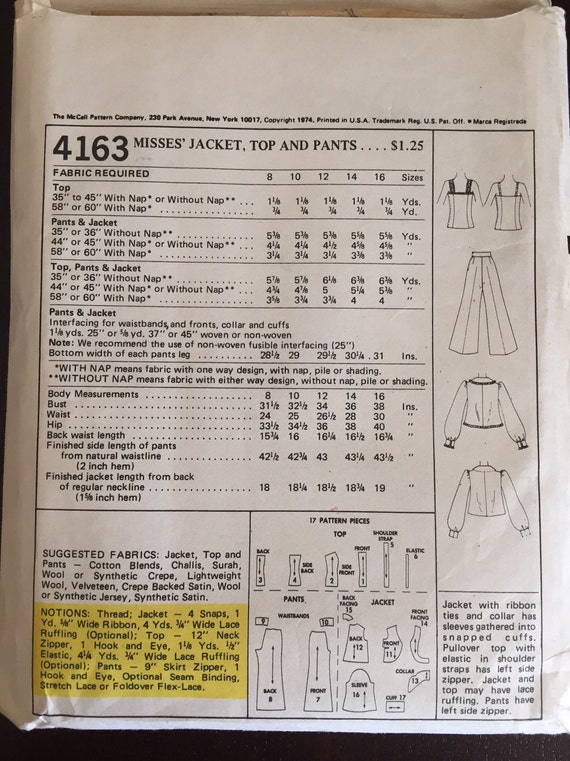 The McCall Pattern Company, 230 Park Avenue, New York 10017, Copyright 1974, Printed in U.S.A. Trademark Reg. U.S. Pat. Off. * Marca Registrada
4163 MISSES' JACKET, TOP AND PANTS .... $1.25
FABRIC REQUIRED 8 10 12 14 16 Sizes
Top
35" to 45" With Nap* or Without Nap** ... 1⅛ 1⅛ 1⅛ 1⅛ 1⅛ Yds.
58" or 60" With Nap* ............... ¾ ¾ ¾ ¾ ¾ Yd.
Pants & Jacket
35" or 36" Without Nap** ............ 5⅜ 5⅜ 5⅜ 5⅝ 5⅝ Yds.
44" or 45" With Nap* or Without Nap** ... 4¼ 4¼ 4½ 4⅝ 4⅝ "
58" or 60" With Nap* ............... 3¼ 3¼ 3¼ 3⅜ 3⅜ "
Top, Pants & Jacket
35" or 36" Without Nap** ............ 5⅞ 5⅞ 6⅛ 6⅜ 6⅜ Yds.
44" or 45" With Nap* or Without Nap** ... 4¾ 4⅞ 5 5¼ 5¼ "
58" or 60" With Nap* ............... 3⅝ 3¾ 3¾ 4 4 "
Pants & Jacket
Interfacing for waistbands, and fronts, collar and cuffs
1⅛ yds. 25" or ⅝ yd. 37" or 45" woven or non-woven
Note: We recommend the use of non-woven fusible interfacing (25")
Bottom width of each pants leg ......... 28½ 29 29½ 30¼ . 31 Ins.
*WITH NAP means fabric with one way design, with nap, pile or shading.
**WITHOUT NAP means fabric with either way design, without nap, pile or shading.
Body Measurements 8 10 12 14 16
Bust .......................... 31½ 32½ 34 36 38 Ins.
Waist ......................... 24 25 26½ 28 30 "
Hip ........................... 33½ 34½ 36 38 40 "
Back waist length ................ 15¾ 16 16¼ 16½ 16¾ "
Finished side length of pants
from natural waistline ............. 42½ 42¾ 43 43¼ 43½ "
(2 inch hem)
Finished jacket length from back
of regular neckline ............... 18 18¼ 18½ 18¾ 19 "
(1⅝ inch hem)
SUGGESTED FABRICS: Jacket, Top and
Pants — Cotton Blends, Challis, Surah,
Wool or Synthetic Crepe, Lightweight
Wool, Velveteen, Crepe Backed Satin, Wool
or Synthetic Jersey, Synthetic Satin.
NOTIONS: Thread; Jacket — 4 Snaps, 1
Yd. ⅝" Wide Ribbon, 4 Yds. ¾" Wide Lace
Ruffling (Optional); Top — 12" Neck
Zipper, 1 Hook and Eye, 1⅛ Yds. ½"
Elastic, 4¼ Yds. ¾" Wide Lace Ruffling
(Optional); Pants — 9" Skirt Zipper, 1
Hook and Eye, Optional Seam Binding,
Stretch Lace or Foldover Flex-Lace.
17 PATTERN PIECES
TOP
BACK
3
SIDE BACK
4
SIDE FRONT
2
FRONT
1
SHOULDER STRAP
5
ELASTIC
6
PANTS
WAISTBANDS
9
10
BACK
8
FRONT
7
JACKET
BACK FACING
15
BACK
12
FRONT
11
FRONT FACING
14
COLLAR
13
SLEEVE
16
CUFF 17
Jacket with ribbon
ties and collar has
sleeves gathered into
snapped cuffs.
Pullover top with
elastic in shoulder
straps has left side
zipper. Jacket and
top may have lace
ruffling. Pants have
left side zipper.